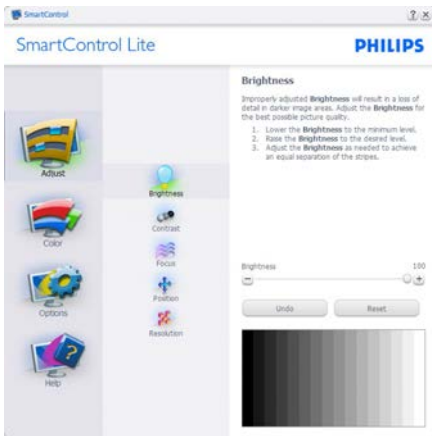 SmartControl
SmartControl Lite
PHILIPS
Adjust
Color
Options
Help
Brightness
Contrast
Focus
Position
Resolution
Brightness
Improperly adjusted Brightness will result in a loss of
detail in darker image areas. Adjust the Brightness for
the best possible picture quality.
1. Lower the Brightness to the minimum level.
2. Raise the Brightness to the desired level.
3. Adjust the Brightness as needed to achieve
an equal separation of the stripes.
Brightness 100
Undo Reset